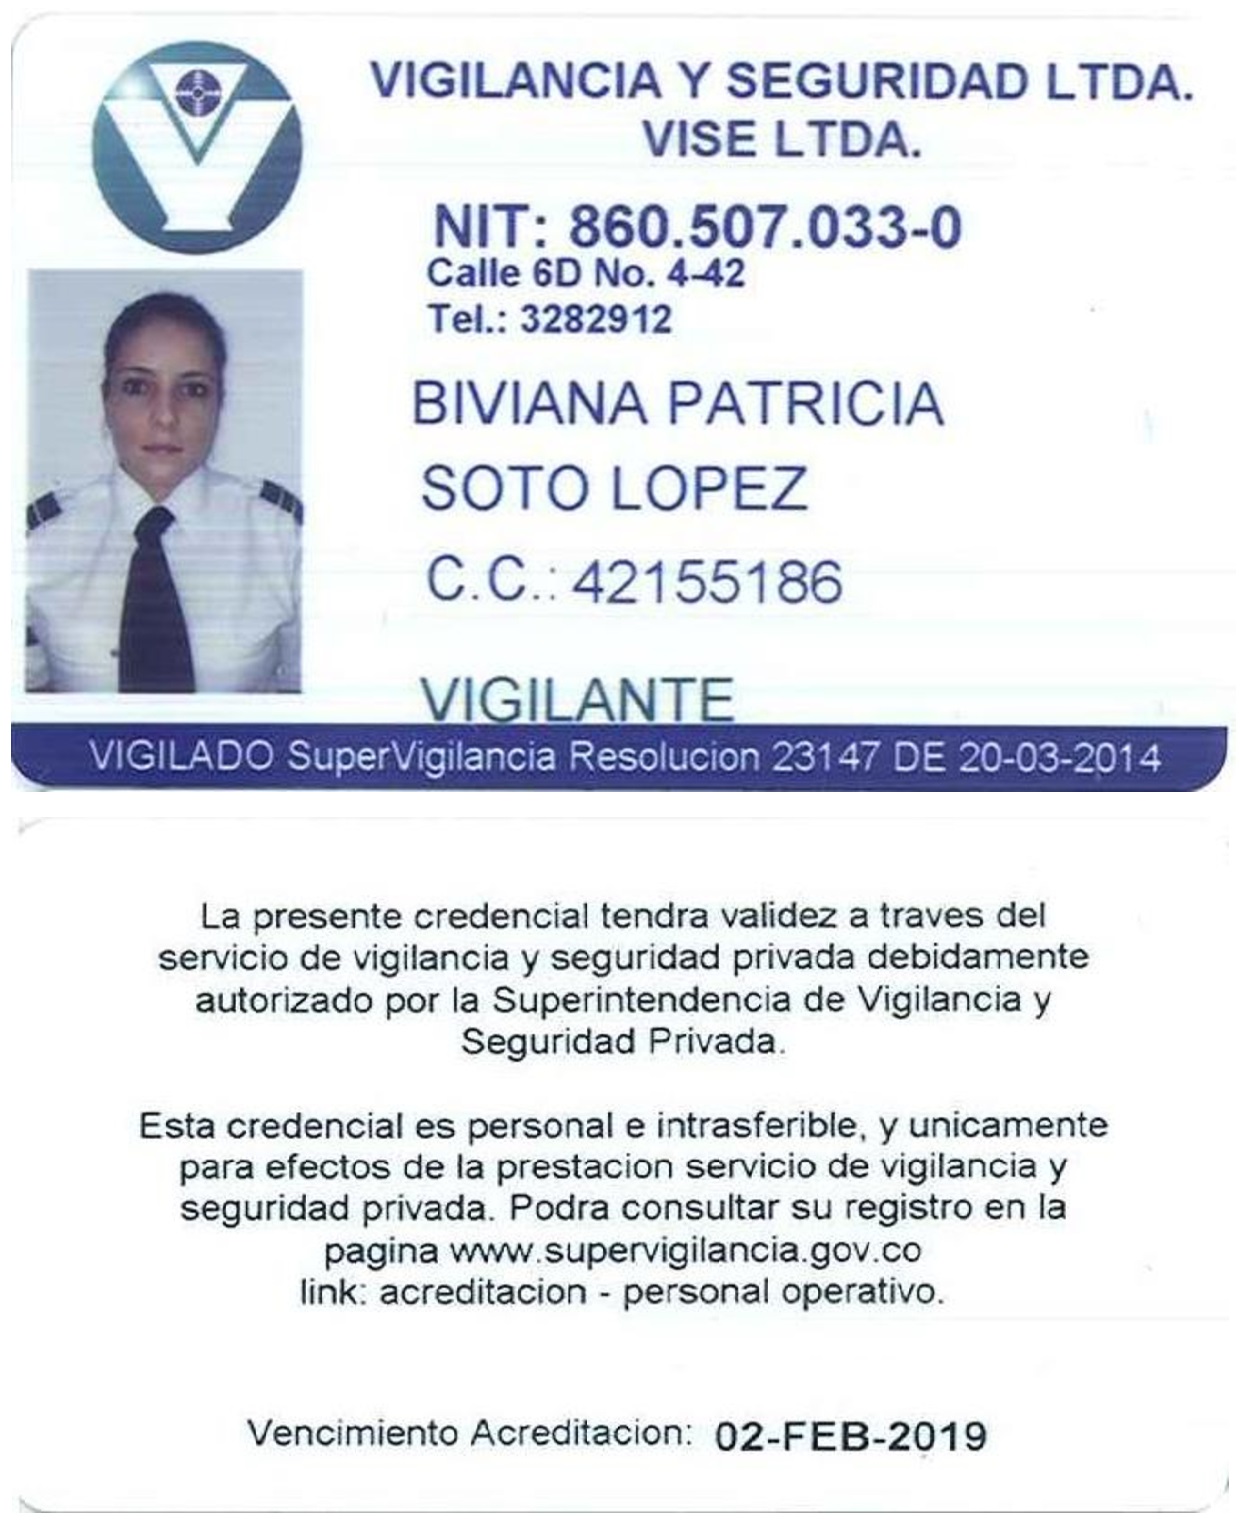 VIGILANCIA Y SEGURIDAD LTDA.
VISE LTDA.
NIT: 860.507.033-0
Calle 6D No. 4-42
Tel.: 3282912
BIVIANA PATRICIA
SOTO LOPEZ
C.C.: 42155186
VIGILANTE
VIGILADO SuperVigilancia Resolucion 23147 DE 20-03-2014
La presente credencial tendra validez a traves del
servicio de vigilancia y seguridad privada debidamente
autorizado por la Superintendencia de Vigilancia y
Seguridad Privada.
Esta credencial es personal e intrasferible, y unicamente
para efectos de la prestacion servicio de vigilancia y
seguridad privada. Podra consultar su registro en la
pagina www.supervigilancia.gov.co
link: acreditacion - personal operativo.
Vencimiento Acreditacion: 02-FEB-2019